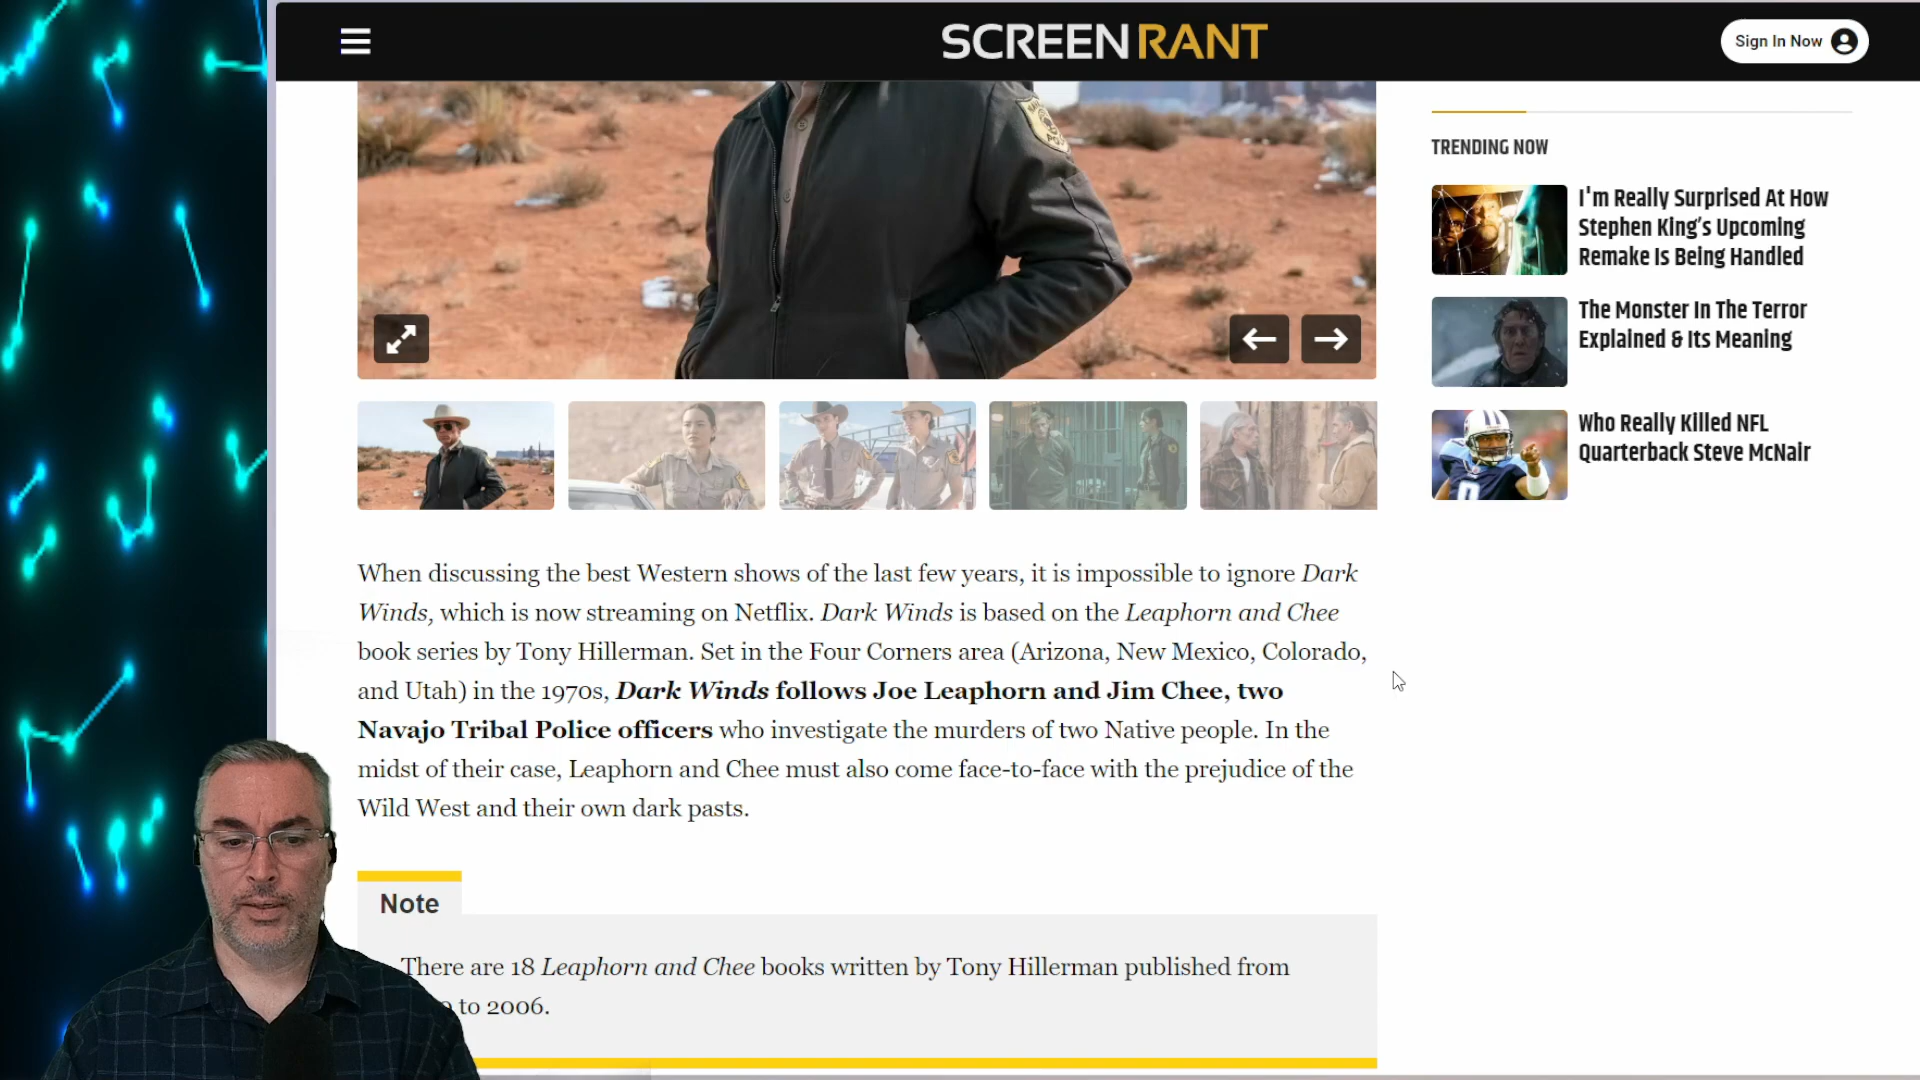 SCREENRANT
Sign In Now
TRENDING NOW
I'm Really Surprised At How
Stephen King's Upcoming
Remake Is Being Handled
The Monster In The Terror
Explained & Its Meaning
Who Really Killed NFL
Quarterback Steve McNair
When discussing the best Western shows of the last few years, it is impossible to ignore Dark
Winds, which is now streaming on Netflix. Dark Winds is based on the Leaphorn and Chee
book series by Tony Hillerman. Set in the Four Corners area (Arizona, New Mexico, Colorado,
and Utah) in the 1970s, Dark Winds follows Joe Leaphorn and Jim Chee, two
Navajo Tribal Police officers who investigate the murders of two Native people. In the
midst of their case, Leaphorn and Chee must also come face-to-face with the prejudice of the
Wild West and their own dark pasts.
Note
There are 18 Leaphorn and Chee books written by Tony Hillerman published from
to 2006.